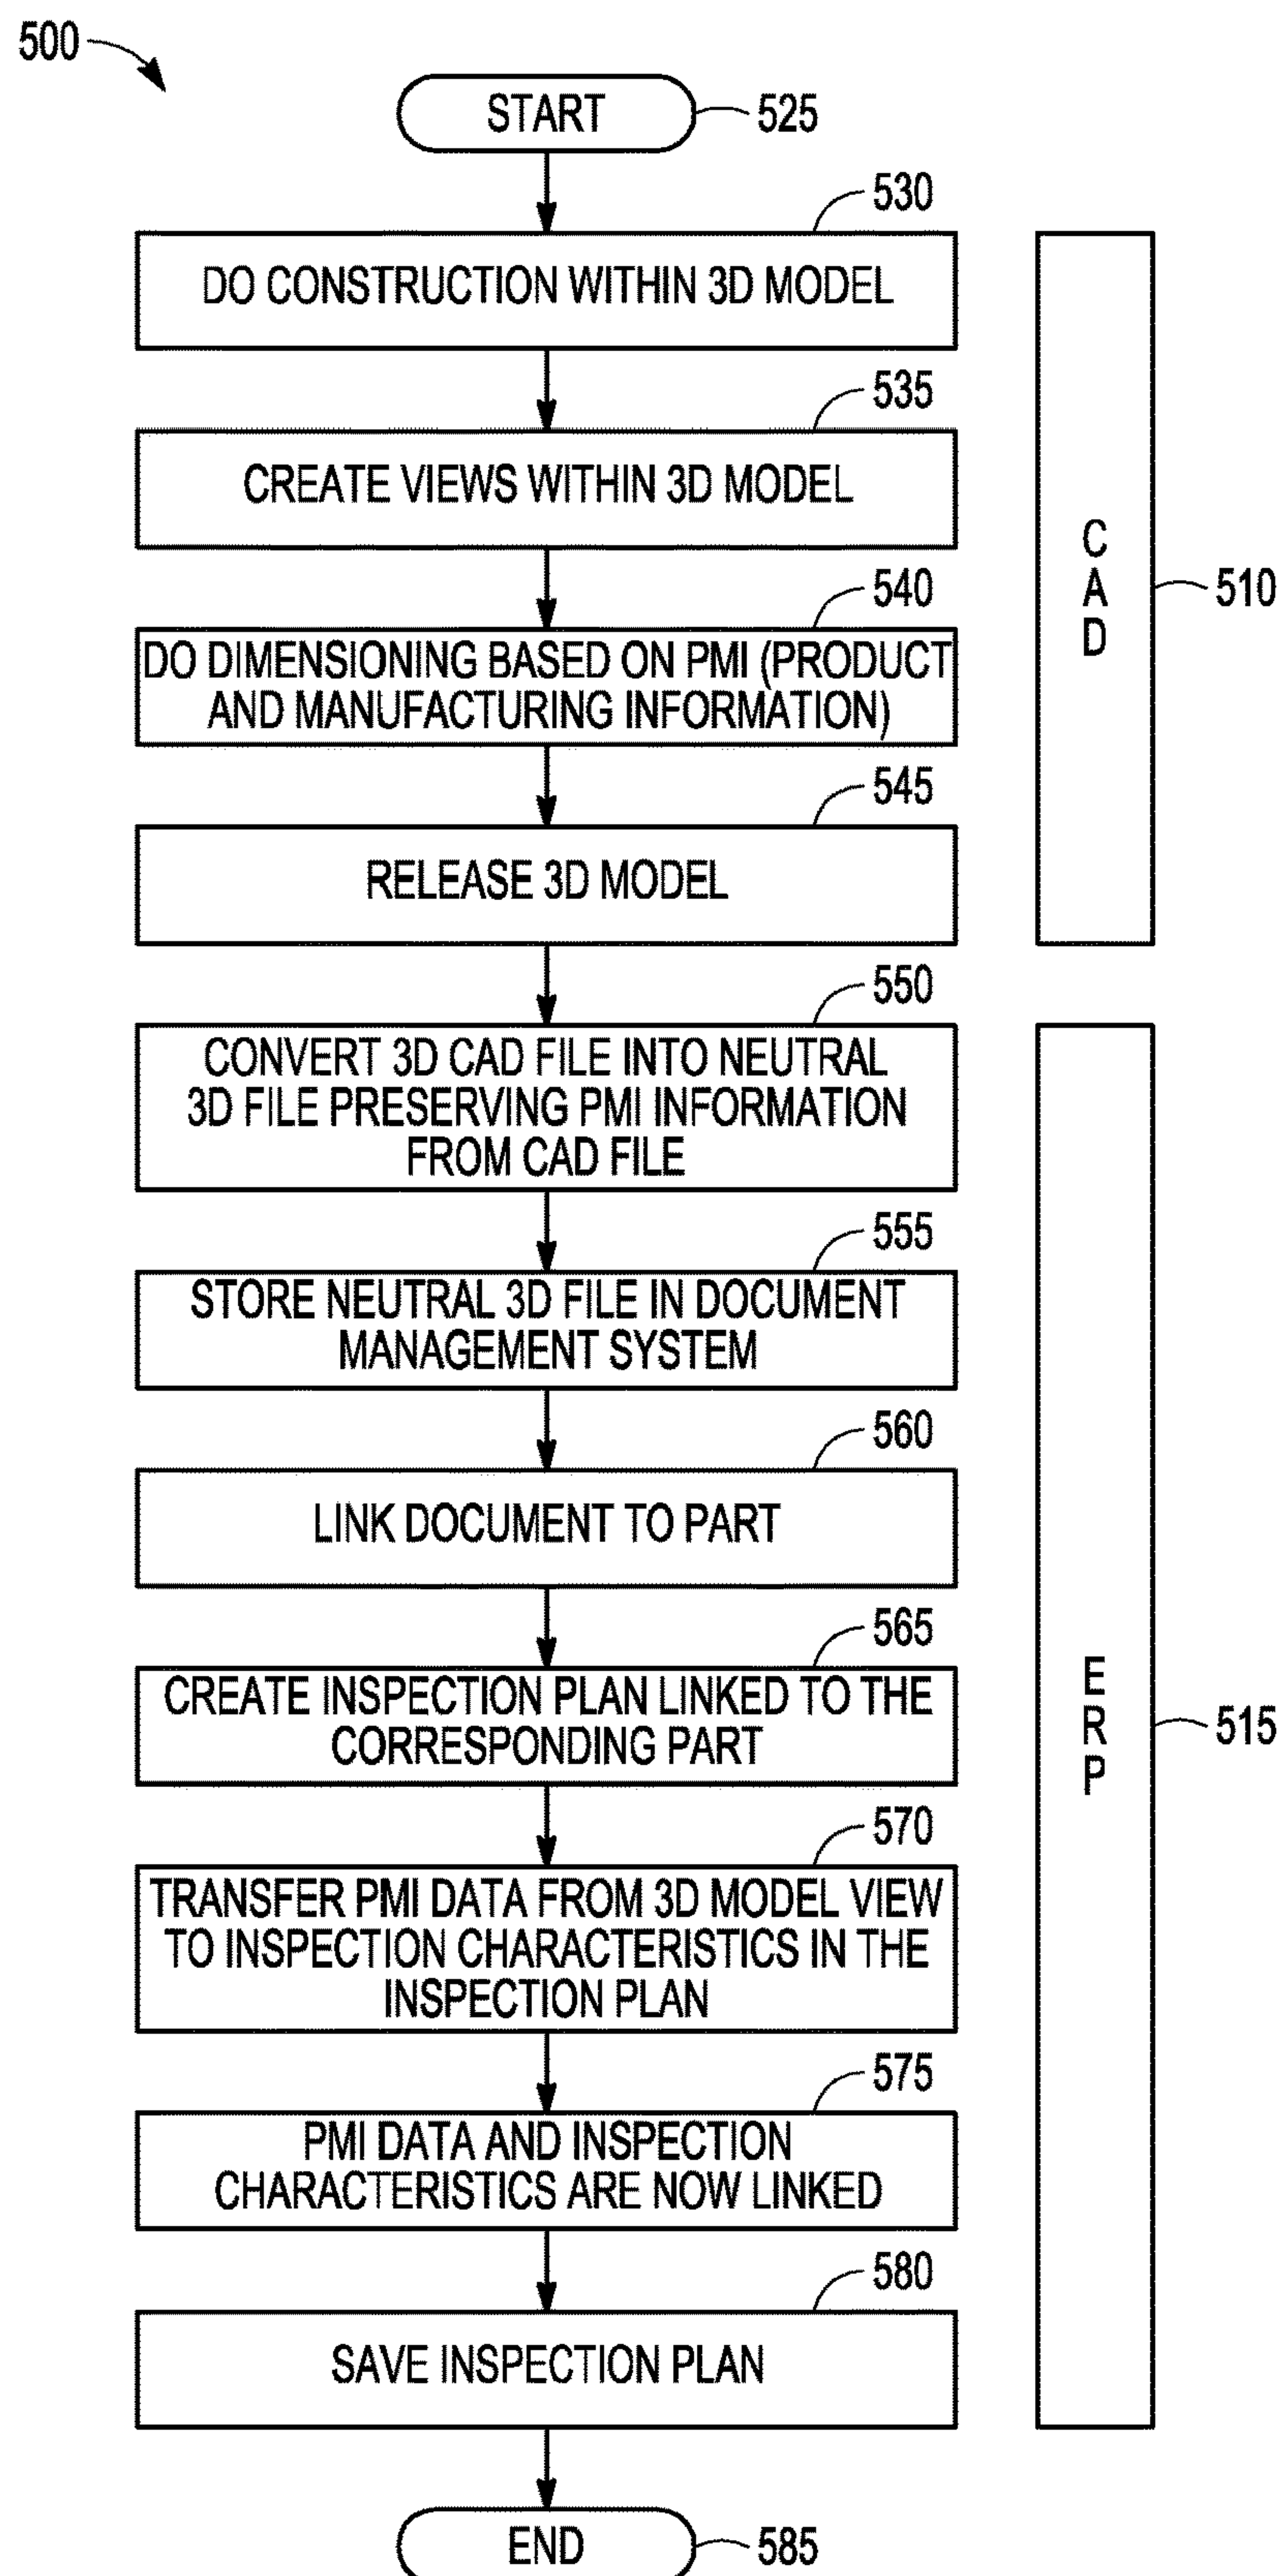 500
START
525
530
DO CONSTRUCTION WITHIN 3D MODEL
535
CREATE VIEWS WITHIN 3D MODEL
540
DO DIMENSIONING BASED ON PMI (PRODUCT
AND MANUFACTURING INFORMATION)
545
RELEASE 3D MODEL
C
A
D
510
550
CONVERT 3D CAD FILE INTO NEUTRAL
3D FILE PRESERVING PMI INFORMATION
FROM CAD FILE
555
STORE NEUTRAL 3D FILE IN DOCUMENT
MANAGEMENT SYSTEM
560
LINK DOCUMENT TO PART
565
CREATE INSPECTION PLAN LINKED TO THE
CORRESPONDING PART
570
TRANSFER PMI DATA FROM 3D MODEL VIEW
TO INSPECTION CHARACTERISTICS IN THE
INSPECTION PLAN
575
PMI DATA AND INSPECTION
CHARACTERISTICS ARE NOW LINKED
580
SAVE INSPECTION PLAN
E
R
P
515
END
585